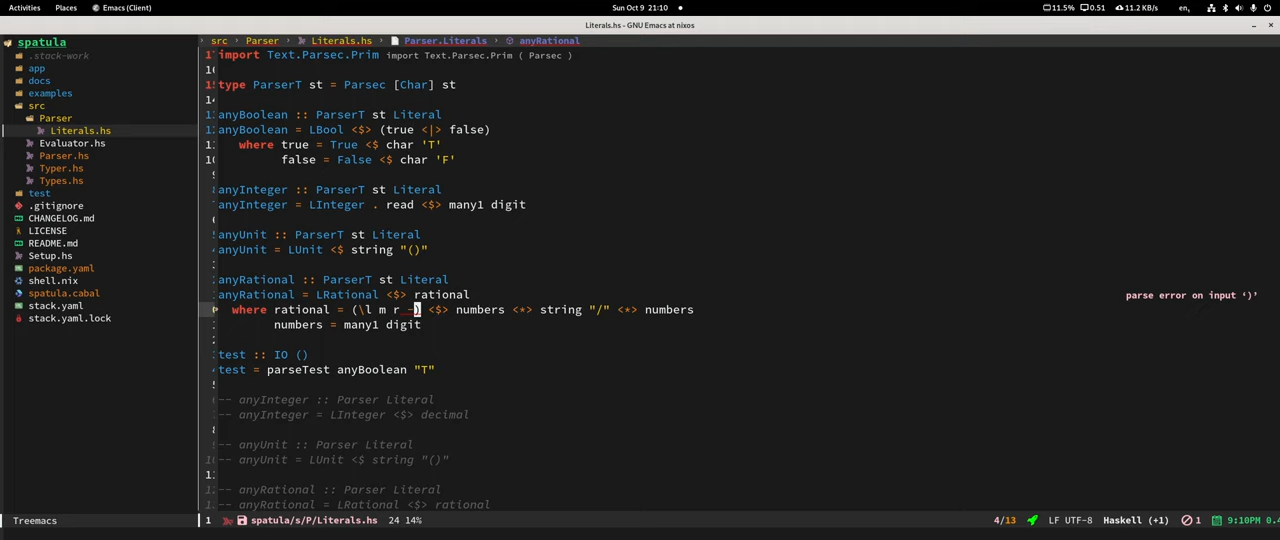 Activities Places Emacs (Client) Sun Oct 9 21:10 11.5% 0.51 11.2 KB/s en,
Literals.hs - GNU Emacs at nixos
spatula
.stack-work
app
docs
examples
src
Parser
Literals.hs
Evaluator.hs
Parser.hs
Typer.hs
Types.hs
test
.gitignore
CHANGELOG.md
LICENSE
README.md
Setup.hs
package.yaml
shell.nix
spatula.cabal
stack.yaml
stack.yaml.lock
Treemacs
› src › Parser › Literals.hs › Parser.Literals › anyRational
import Text.Parsec.Prim import Text.Parsec.Prim ( Parsec )
type ParserT st = Parsec [Char] st
anyBoolean :: ParserT st Literal
anyBoolean = LBool <$> (true <|> false)
where true = True <$ char 'T'
false = False <$ char 'F'
anyInteger :: ParserT st Literal
anyInteger = LInteger . read <$> many1 digit
anyUnit :: ParserT st Literal
anyUnit = LUnit <$ string "()"
anyRational :: ParserT st Literal
anyRational = LRational <$> rational parse error on input ‘)’
where rational = (\l m r -) <$> numbers <*> string "/" <*> numbers
numbers = many1 digit
test :: IO ()
test = parseTest anyBoolean "T"
-- anyInteger :: Parser Literal
-- anyInteger = LInteger <$> decimal
-- anyUnit :: Parser Literal
-- anyUnit = LUnit <$ string "()"
-- anyRational :: Parser Literal
-- anyRational = LRational <$> rational
1 spatula/s/P/Literals.hs 24 14% 4/13 LF UTF-8 Haskell (+1) 1 9:10PM